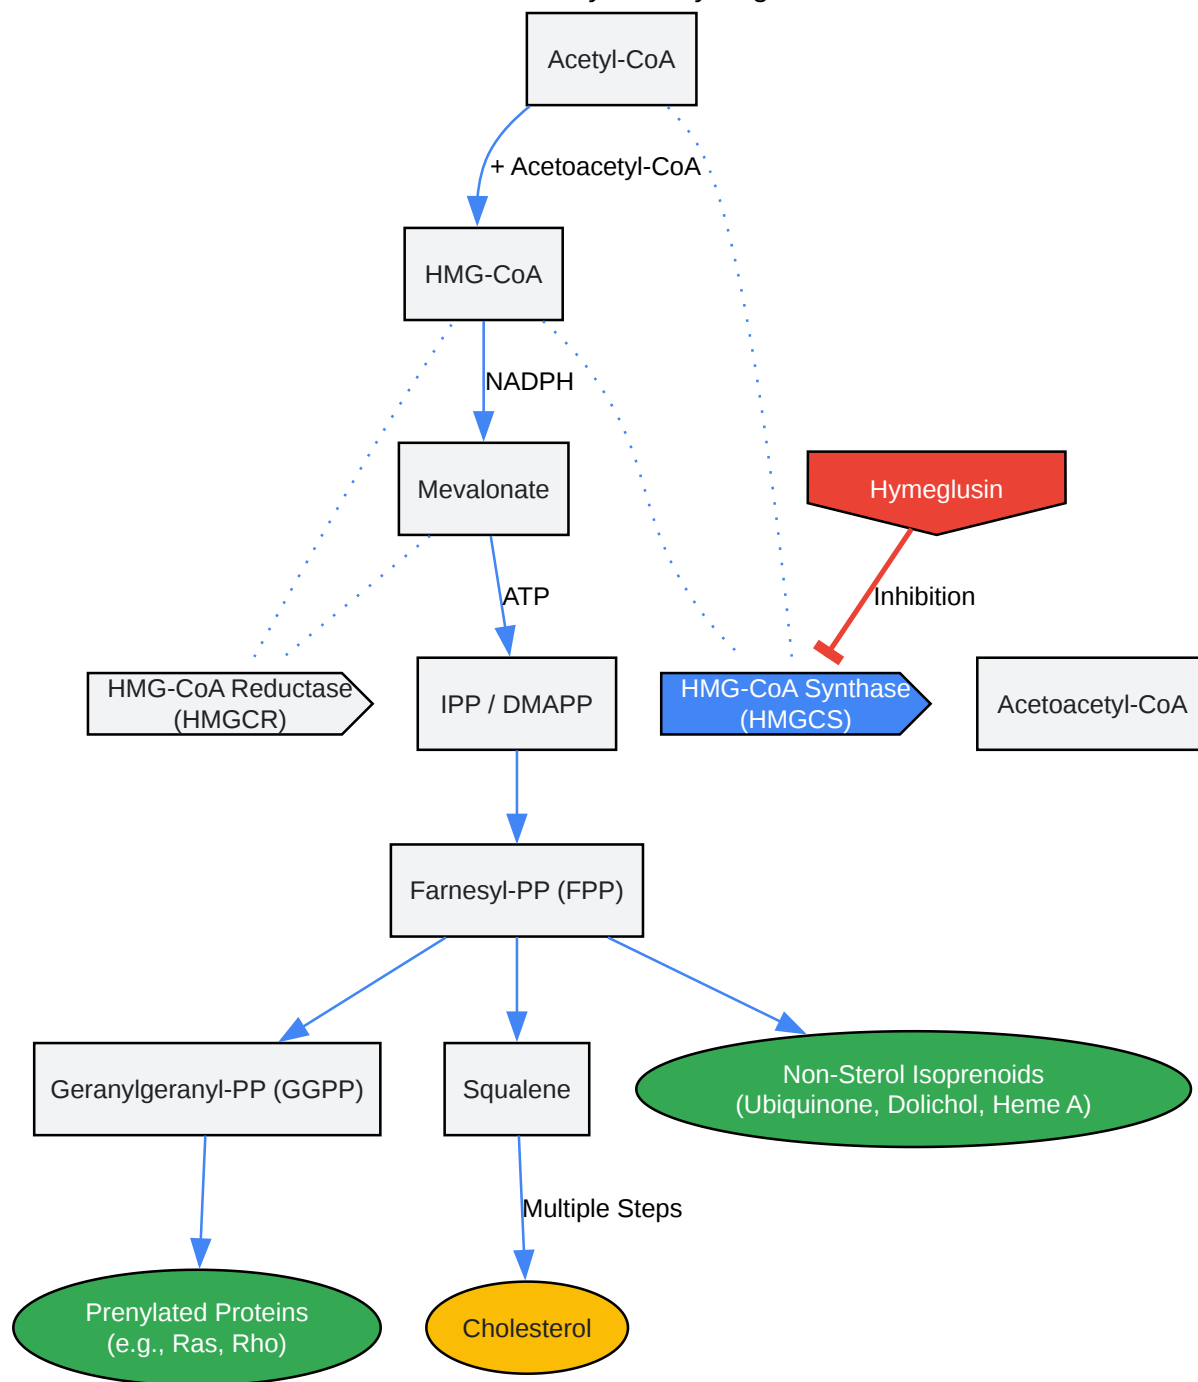 Acetyl-CoA
+ Acetoacetyl-CoA
HMG-CoA
NADPH
Mevalonate
Hymeglusin
ATP
Inhibition
HMG-CoA Reductase
(HMGCR)
IPP / DMAPP
HMG-CoA Synthase
(HMGCS)
Acetoacetyl-CoA
Farnesyl-PP (FPP)
Geranylgeranyl-PP (GGPP)
Squalene
Non-Sterol Isoprenoids
(Ubiquinone, Dolichol, Heme A)
Multiple Steps
Prenylated Proteins
(e.g., Ras, Rho)
Cholesterol